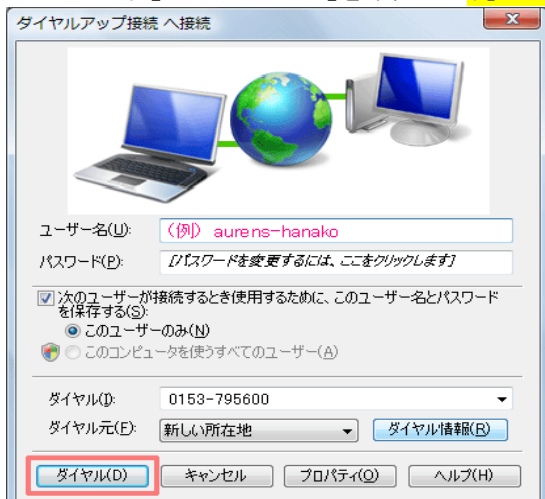 ダイヤルアップ接続 へ接続
ユーザー名(U):
(例) aurens-hanako
パスワード(P):
[パスワードを変更するには、ここをクリックします]
次のユーザーが接続するとき使用するために、このユーザー名とパスワード
を保存する(S):
このユーザーのみ(N)
このコンピュータを使うすべてのユーザー(A)
ダイヤル(I):
0153-795600
ダイヤル元(F):
新しい所在地
ダイヤル情報(R)
ダイヤル(D)
キャンセル
プロパティ(O)
ヘルプ(H)